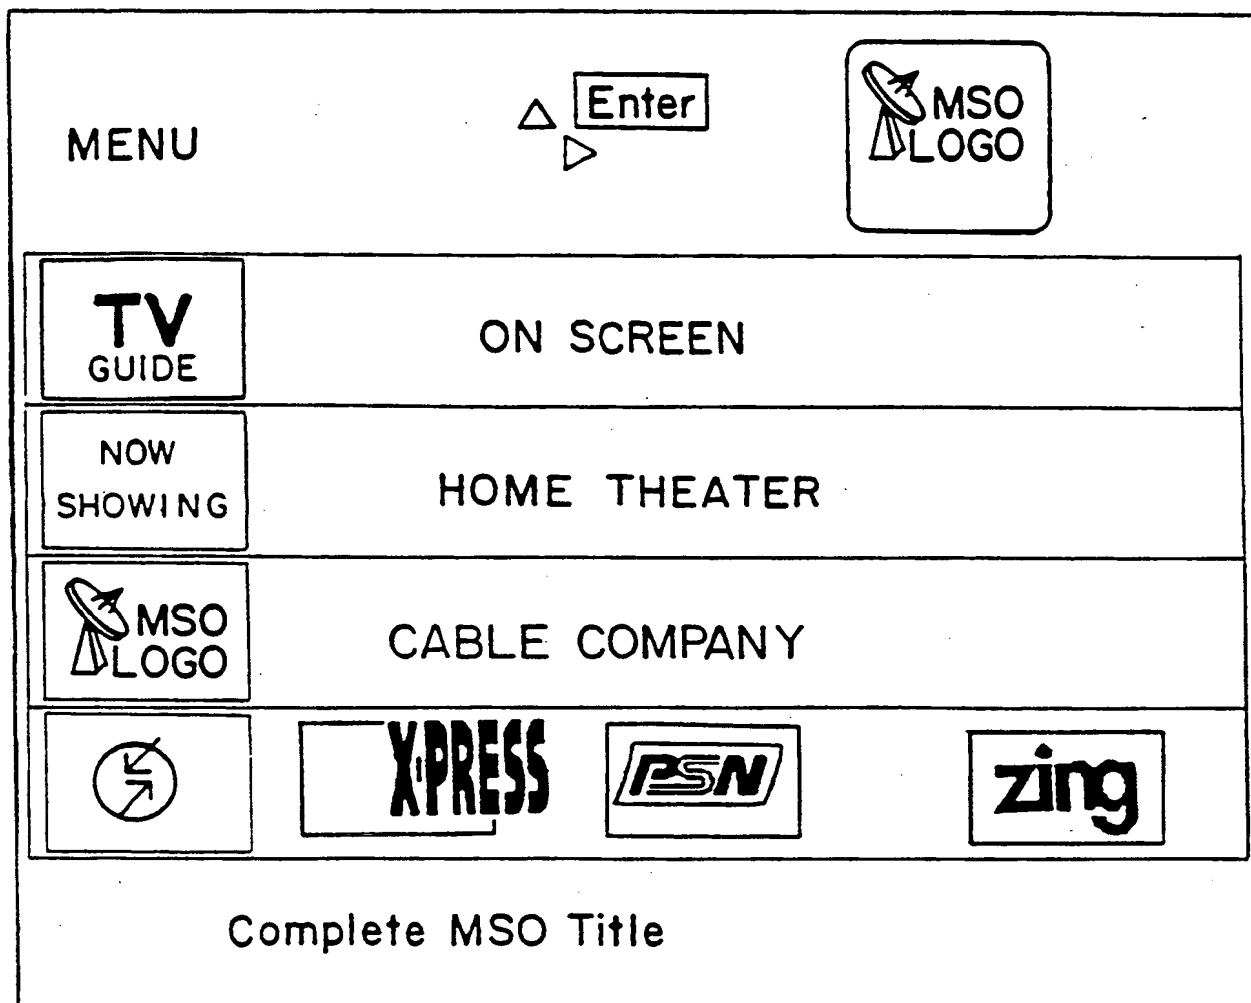 MENU
Enter
MSO
LOGO
TV
GUIDE
ON SCREEN
NOW
SHOWING
HOME THEATER
MSO
LOGO
CABLE COMPANY
X·PRESS
PSN
zing
Complete MSO Title